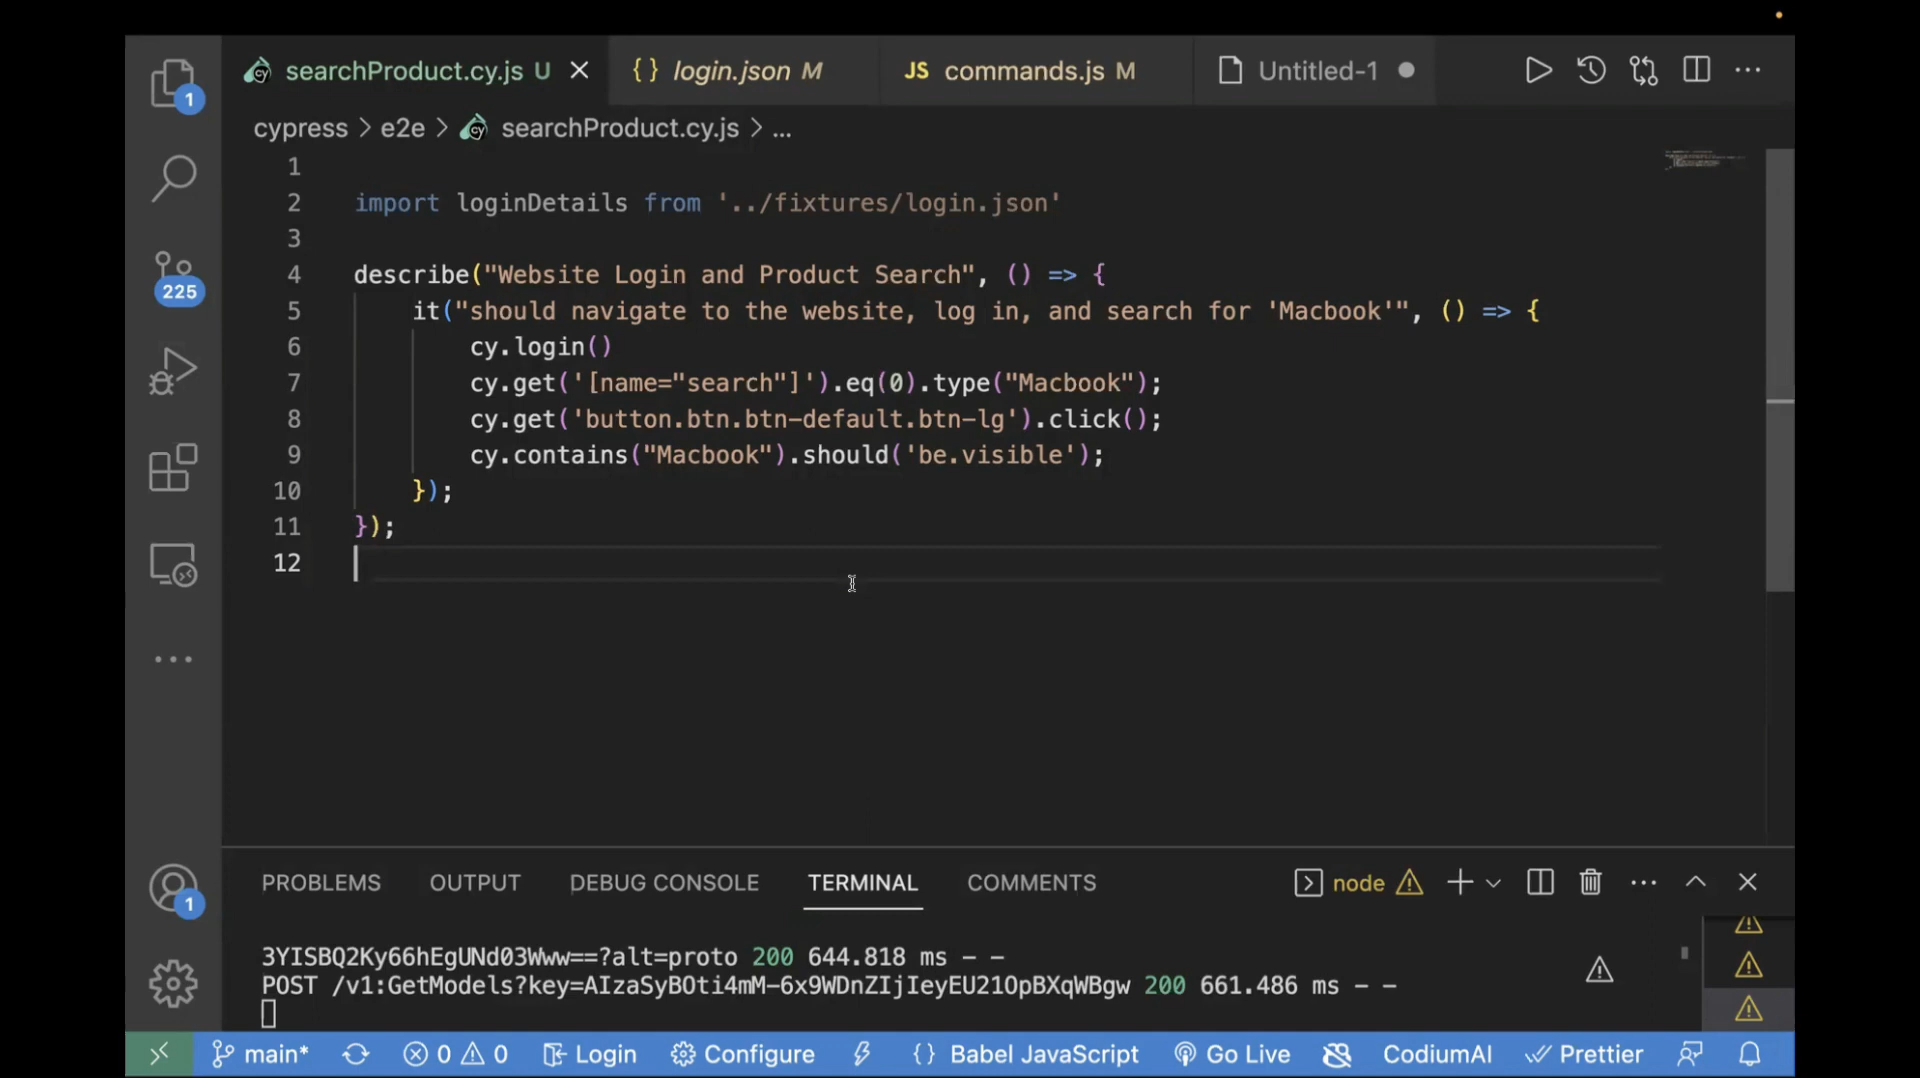 searchProduct.cy.js U
{} login.json M
JS commands.js M
Untitled-1
1
cypress > e2e > searchProduct.cy.js > ...
1
2 import loginDetails from '../fixtures/login.json'
3
4 describe("Website Login and Product Search", () => {
5 it("should navigate to the website, log in, and search for 'Macbook'", () => {
6 cy.login()
7 cy.get('[name="search"]').eq(0).type("Macbook");
8 cy.get('button.btn.btn-default.btn-lg').click();
9 cy.contains("Macbook").should('be.visible');
10 });
11 });
12
225
1
PROBLEMS OUTPUT DEBUG CONSOLE TERMINAL COMMENTS node
3YISBQ2Ky66hEgUNd03Www==?alt=proto 200 644.818 ms - -
POST /v1:GetModels?key=AIzaSyBOti4mM-6x9WDnZIjIeyEU21OpBXqWBgw 200 661.486 ms - -
main* 0 0 Login Configure {} Babel JavaScript Go Live CodiumAI Prettier